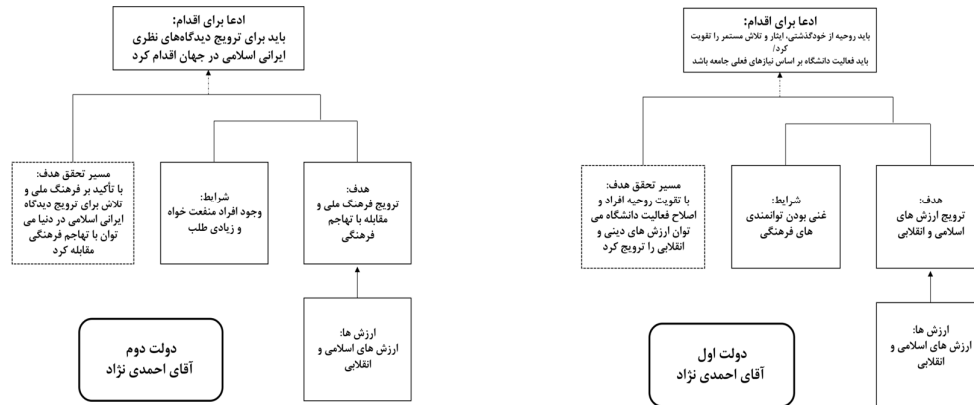 ادعا برای اقدام:
باید روحیه از خودگذشتی، ایثار و تلاش مستمر را تقویت
کرد/
باید فعالیت دانشگاه بر اساس نیازهای فعلی جامعه باشد
هدف:
ترویج ارزش های
اسلامی و انقلابی
شرایط:
غنی بودن توانمندی
های فرهنگی
مسیر تحقق هدف:
با تقویت روحیه افراد و
اصلاح فعالیت دانشگاه می
توان ارزش های دینی و
انقلابی را ترویج کرد
ارزش ها:
ارزش های اسلامی و
انقلابی
دولت اول
آقای احمدی نژاد
ادعا برای اقدام:
باید برای ترویج دیدگاه‌های نظری
ایرانی اسلامی در جهان اقدام کرد
هدف:
ترویج فرهنگ ملی و
مقابله با تهاجم
فرهنگی
شرایط:
وجود افراد منفعت خواه
و زیادی طلب
مسیر تحقق هدف:
با تأکید بر فرهنگ ملی و
تلاش برای ترویج دیدگاه
ایرانی اسلامی در دنیا می
توان با تهاجم فرهنگی
مقابله کرد
ارزش ها:
ارزش های اسلامی و
انقلابی
دولت دوم
آقای احمدی نژاد